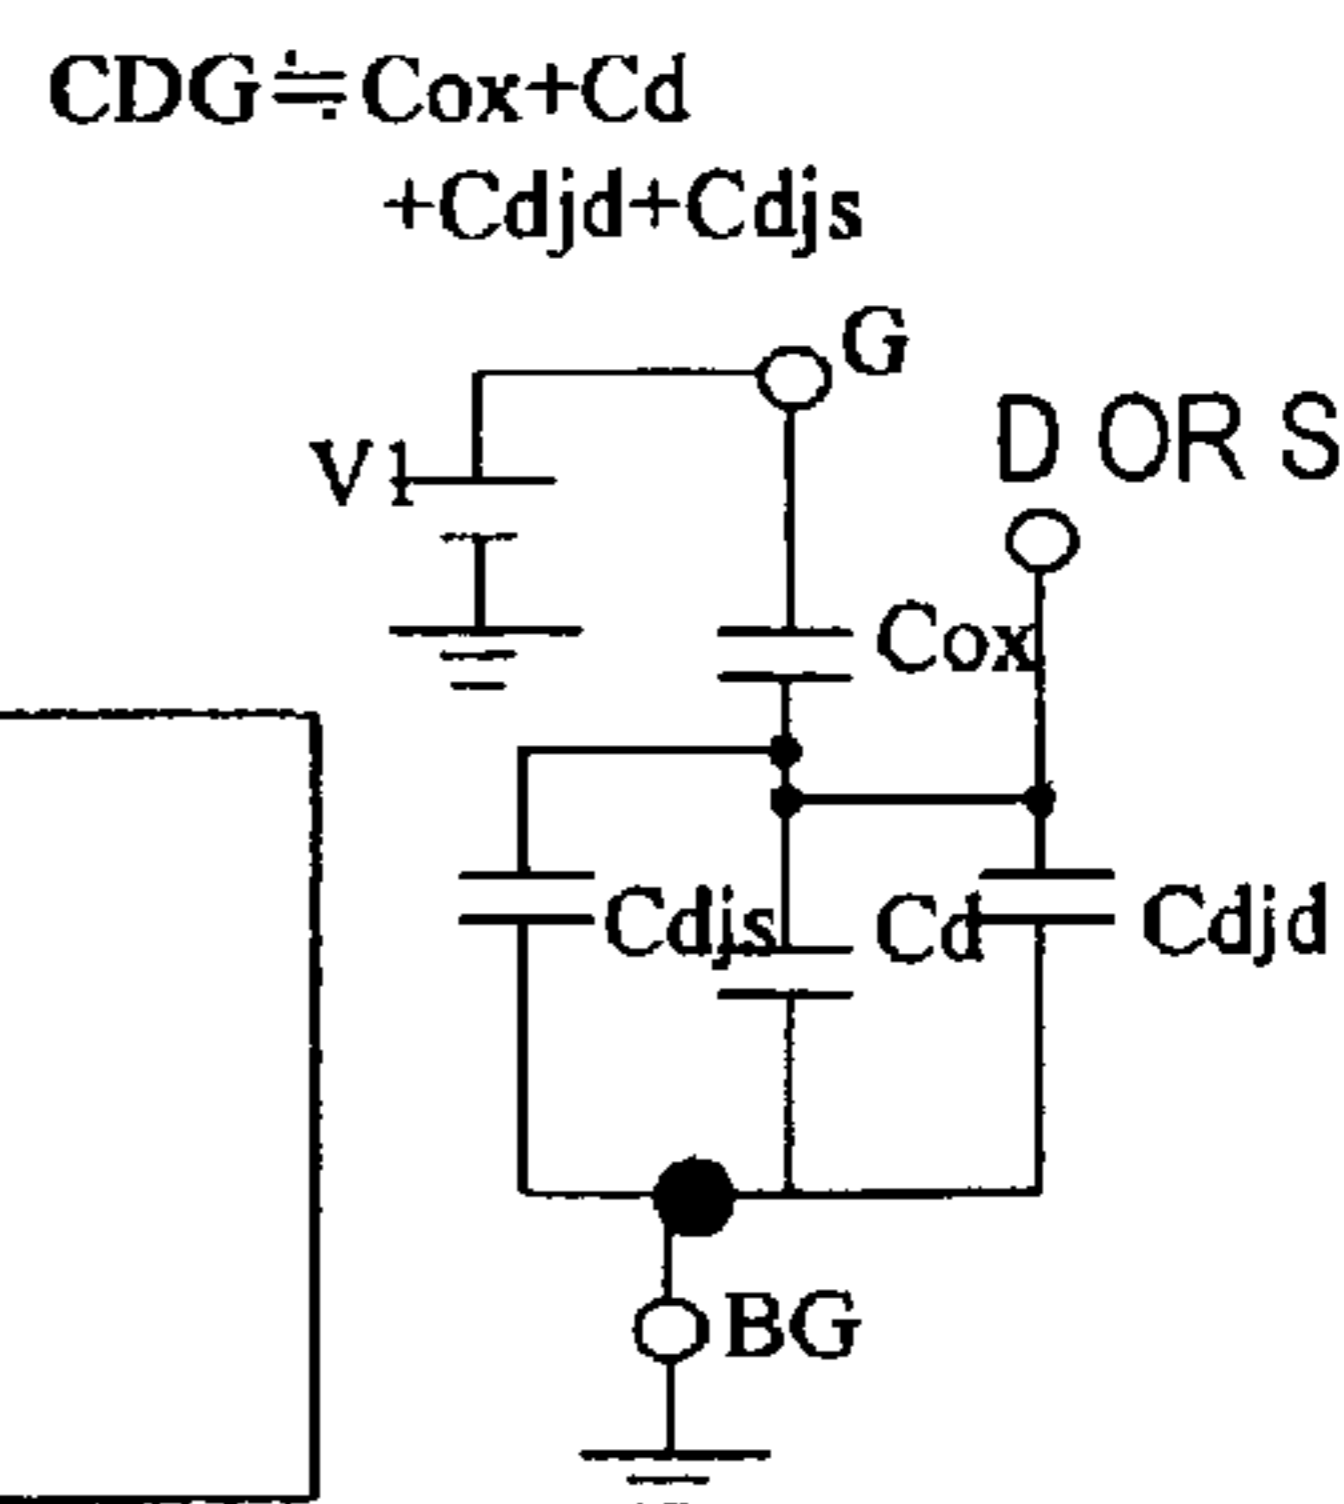 CDG≒Cox+Cd
+Cdjd+Cdjs
G
D OR S
V1
Cox
Cdjs
Cd
Cdjd
BG